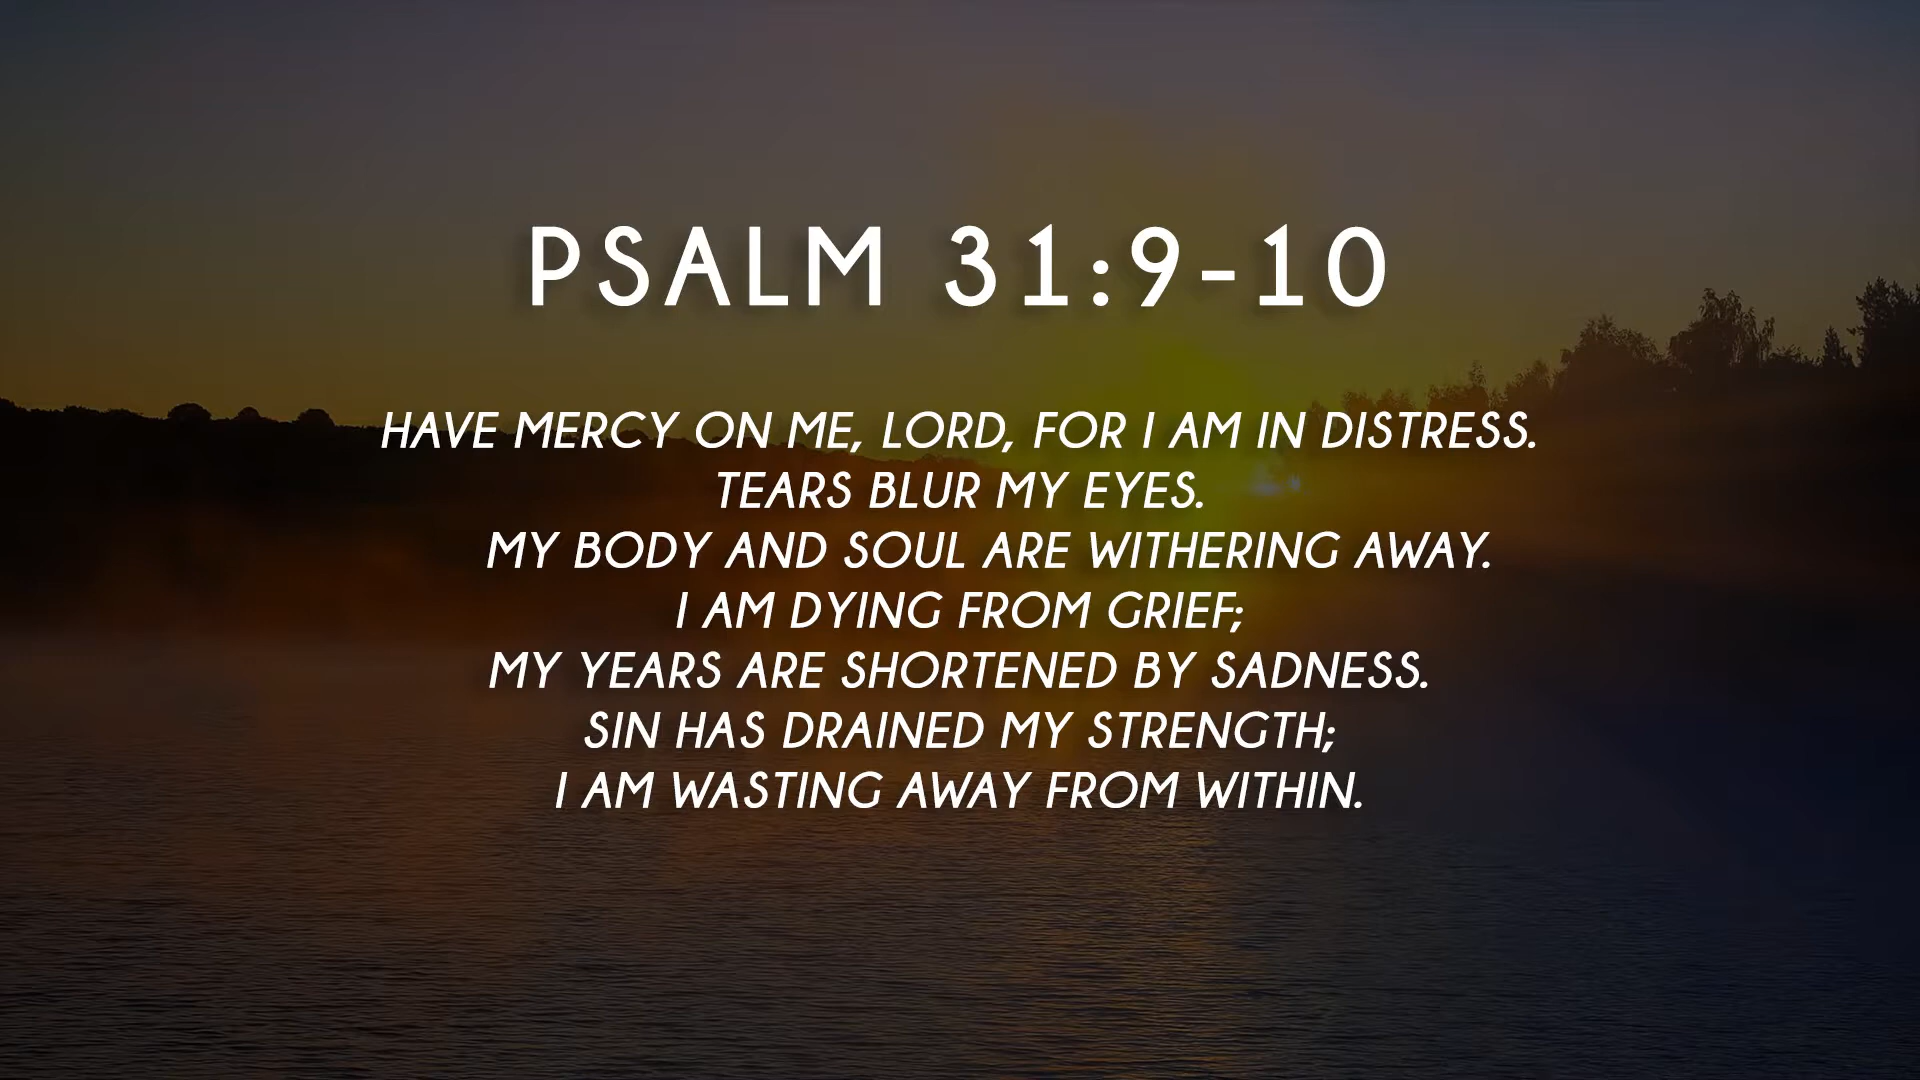 PSALM 31:9-10
HAVE MERCY ON ME, LORD, FOR I AM IN DISTRESS.
TEARS BLUR MY EYES.
MY BODY AND SOUL ARE WITHERING AWAY.
I AM DYING FROM GRIEF;
MY YEARS ARE SHORTENED BY SADNESS.
SIN HAS DRAINED MY STRENGTH;
I AM WASTING AWAY FROM WITHIN.